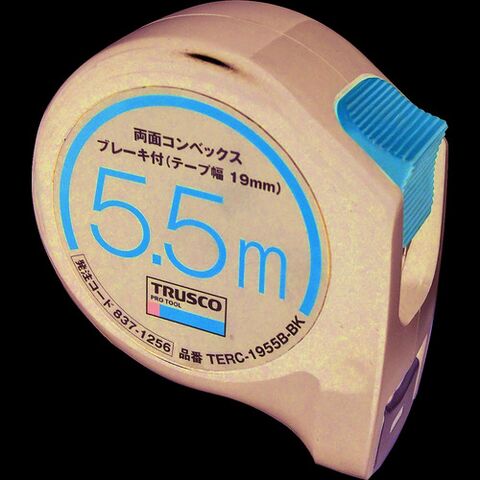 両面コンベックス
ブレーキ付(テープ幅 19mm)
5.5m
TRUSCO
PRO TOOL
発注コード 837-1256
品番 TERC-1955B-BK